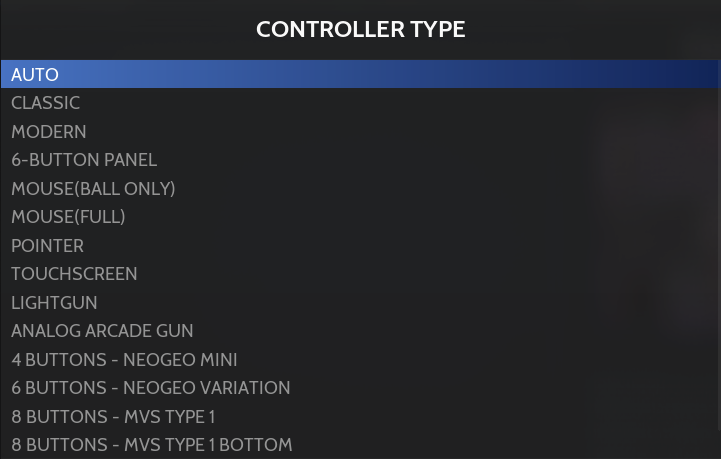 CONTROLLER TYPE
AUTO
CLASSIC
MODERN
6-BUTTON PANEL
MOUSE(BALL ONLY)
MOUSE(FULL)
POINTER
TOUCHSCREEN
LIGHTGUN
ANALOG ARCADE GUN
4 BUTTONS - NEOGEO MINI
6 BUTTONS - NEOGEO VARIATION
8 BUTTONS - MVS TYPE 1
8 BUTTONS - MVS TYPE 1 BOTTOM